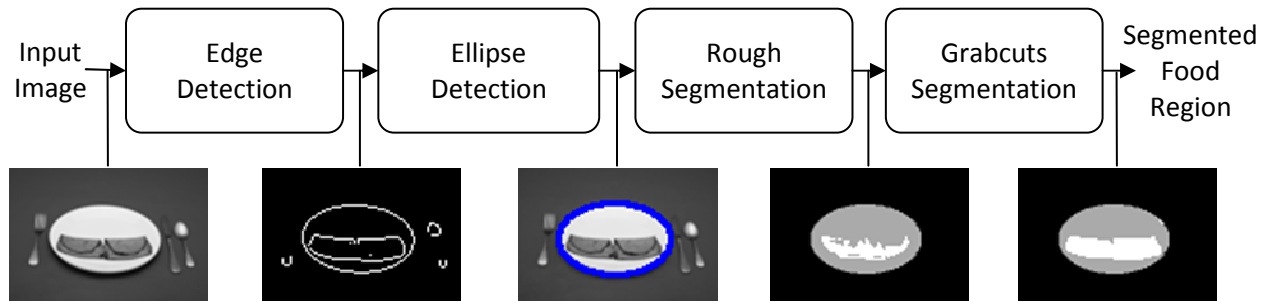 Input
Image
Edge
Detection
Ellipse
Detection
Rough
Segmentation
Grabcuts
Segmentation
Segmented
Food
Region